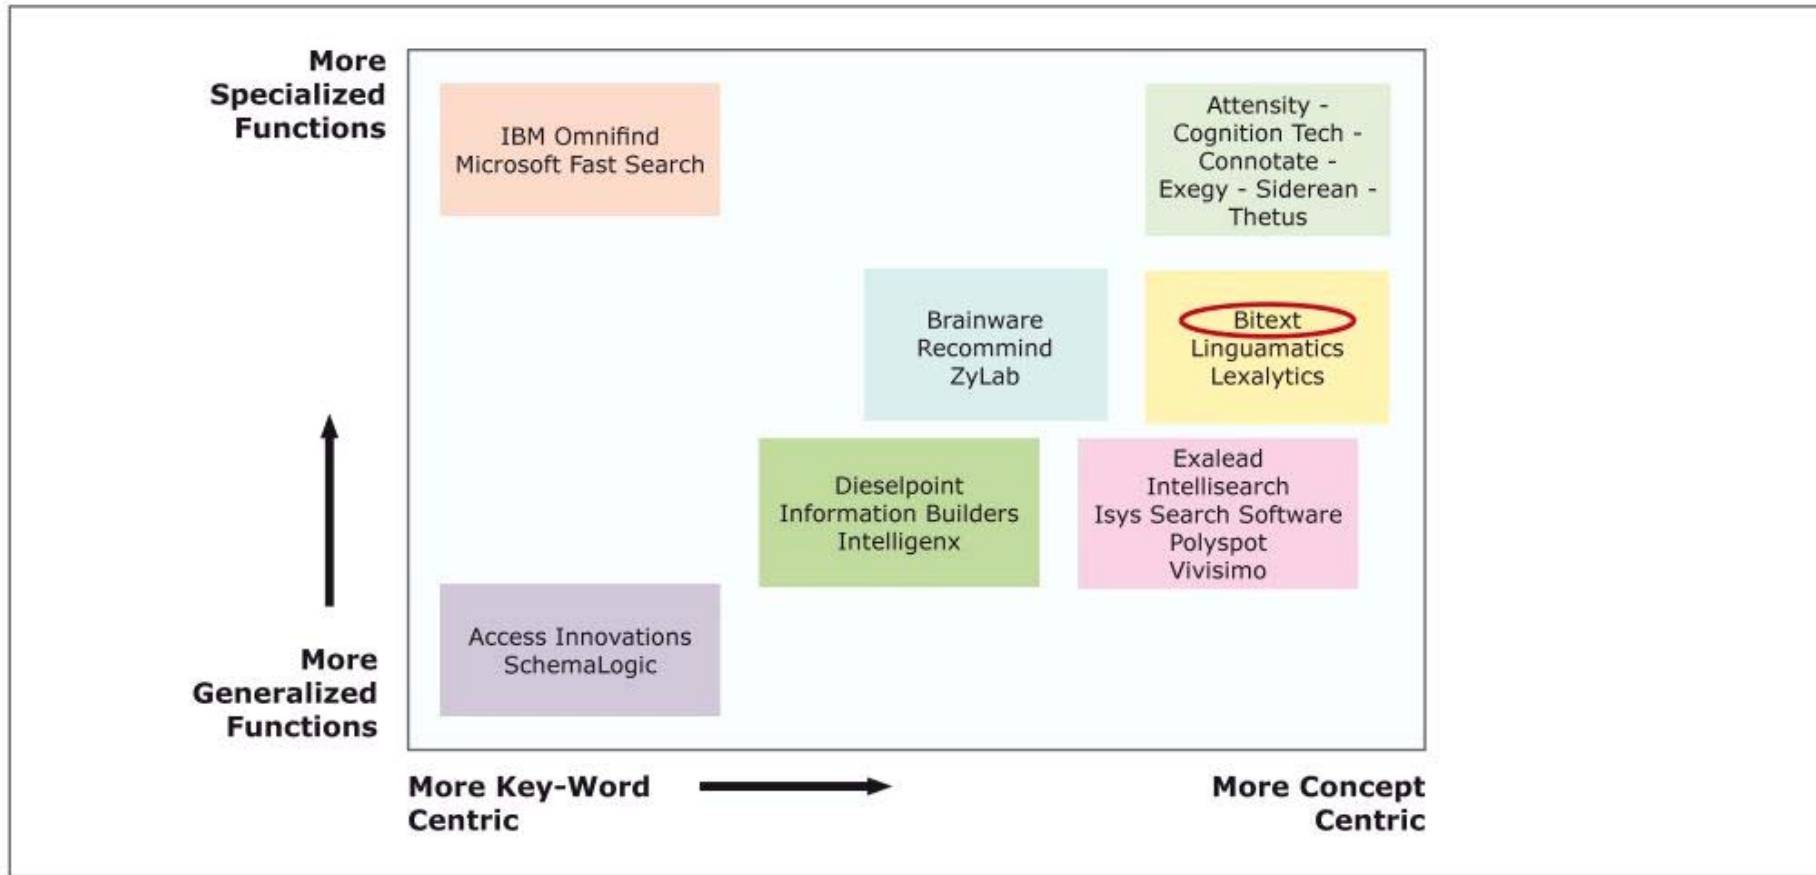 More
Specialized
Functions
IBM Omnifind
Microsoft Fast Search
Attensity -
Cognition Tech -
Connotate -
Exegy - Siderean -
Thetus
Brainware
Recommind
ZyLab
Bitext
Linguamatics
Lexalytics
Dieselpoint
Information Builders
Intelligenx
Exalead
Intellisearch
Isys Search Software
Polyspot
Vivisimo
Access Innovations
SchemaLogic
More
Generalized
Functions
More Key-Word
Centric
More Concept
Centric